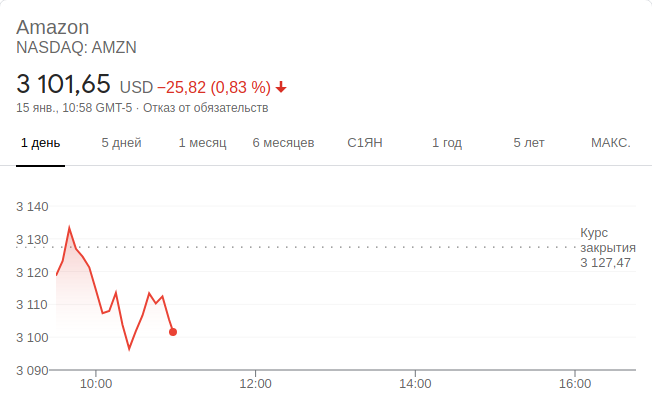 Amazon
NASDAQ: AMZN
3 101,65 USD −25,82 (0,83 %)
15 янв., 10:58 GMT-5 · Отказ от обязательств
1 день 5 дней 1 месяц 6 месяцев С1ЯН 1 год 5 лет МАКС.
3 140
3 130
3 120
3 110
3 100
3 090
Курс
закрытия
3 127,47
10:00 12:00 14:00 16:00